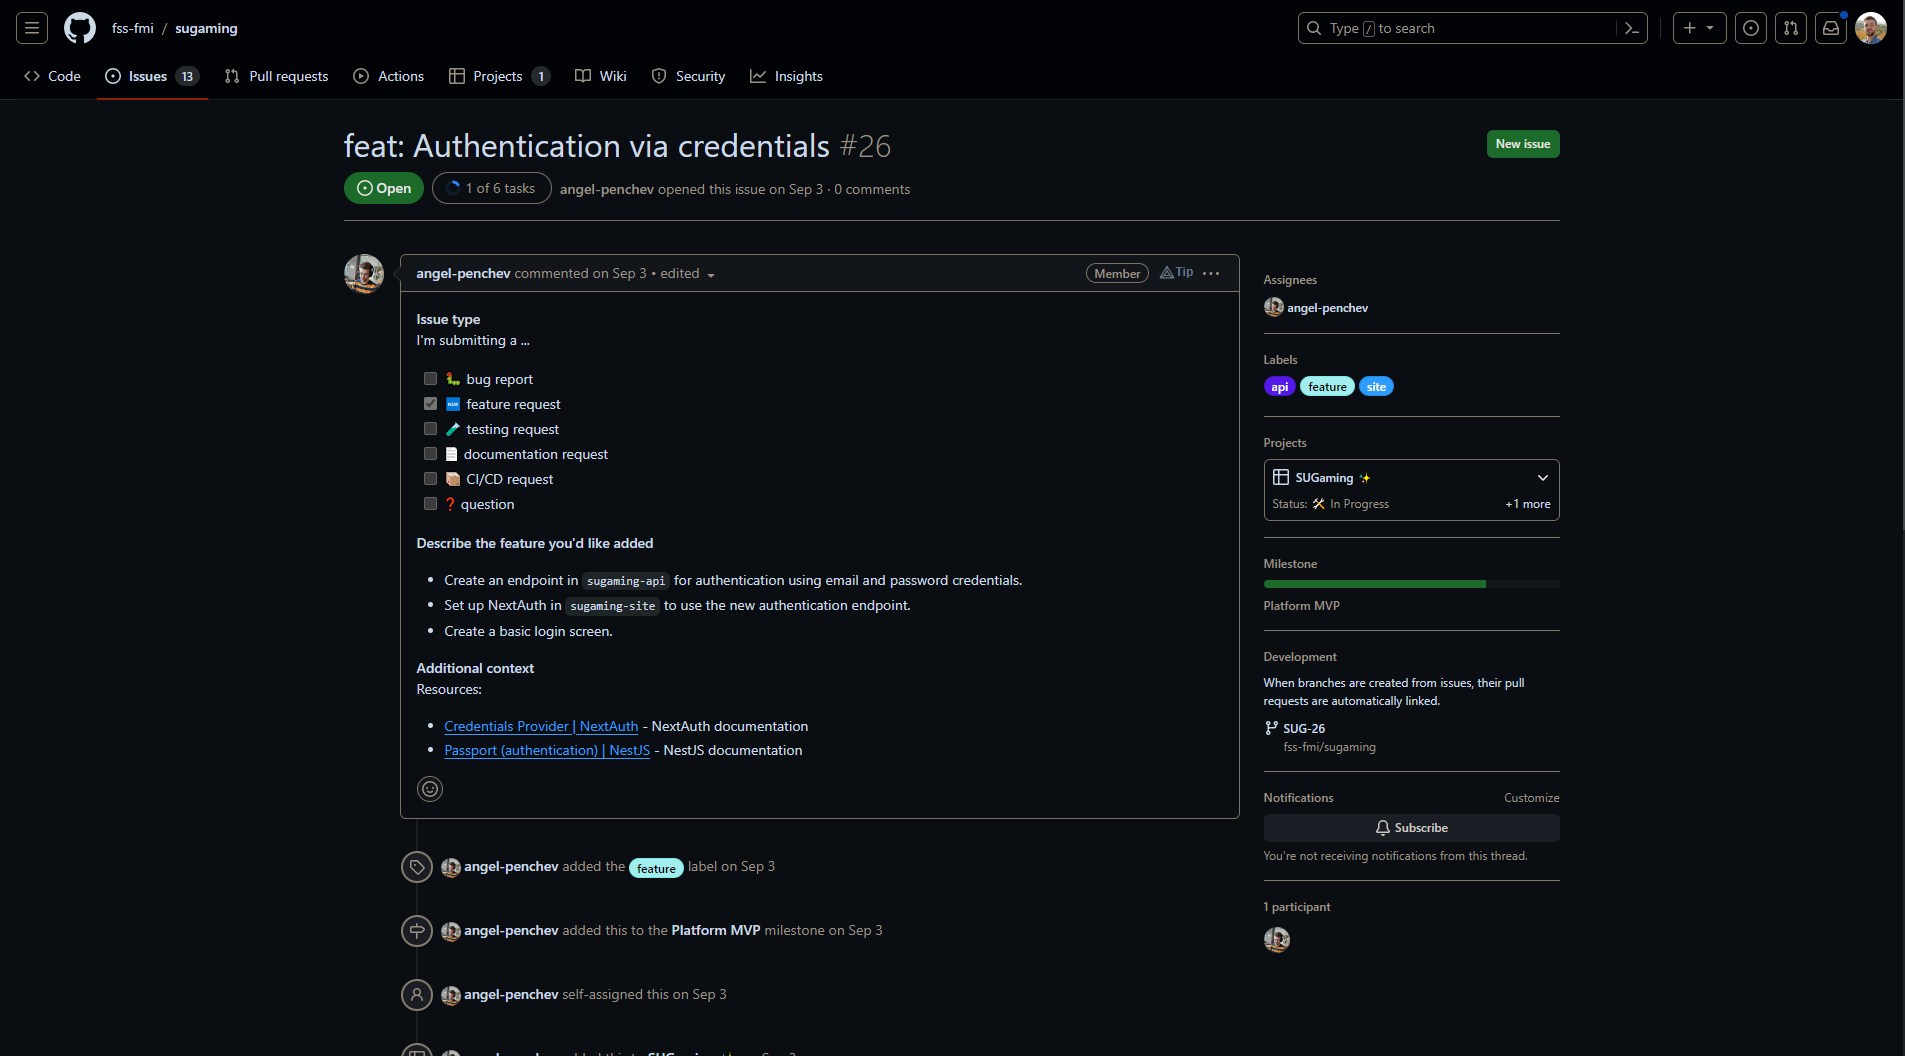 fss-fmi / sugaming
Type / to search
Code
Issues 13
Pull requests
Actions
Projects 1
Wiki
Security
Insights
feat: Authentication via credentials #26
New issue
Open
1 of 6 tasks
angel-penchev opened this issue on Sep 3 · 0 comments
angel-penchev commented on Sep 3 • edited
Member
Tip
Issue type
I'm submitting a ...
bug report
feature request
testing request
documentation request
CI/CD request
question
Describe the feature you'd like added
Create an endpoint in sugaming-api for authentication using email and password credentials.
Set up NextAuth in sugaming-site to use the new authentication endpoint.
Create a basic login screen.
Additional context
Resources:
Credentials Provider | NextAuth - NextAuth documentation
Passport (authentication) | NestJS - NestJS documentation
angel-penchev added the feature label on Sep 3
angel-penchev added this to the Platform MVP milestone on Sep 3
angel-penchev self-assigned this on Sep 3
Assignees
angel-penchev
Labels
api feature site
Projects
SUGaming
Status: In Progress
+1 more
Milestone
Platform MVP
Development
When branches are created from issues, their pull
requests are automatically linked.
SUG-26
fss-fmi/sugaming
Notifications
Customize
Subscribe
You're not receiving notifications from this thread.
1 participant